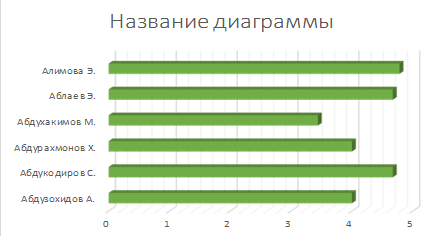 Название диаграммы
Алимова Э.
Аблаев Э.
Абдухакимов М.
Абдурахмонов Х.
Абдукодиров С.
Абдузохидов А.
0 1 2 3 4 5